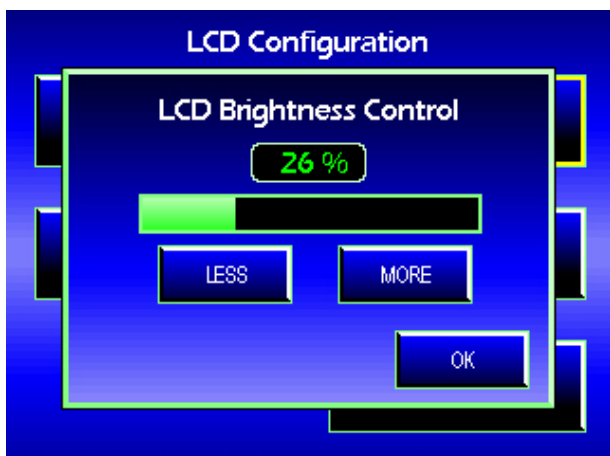 LCD Configuration
LCD Brightness Control
26 %
LESS MORE
OK